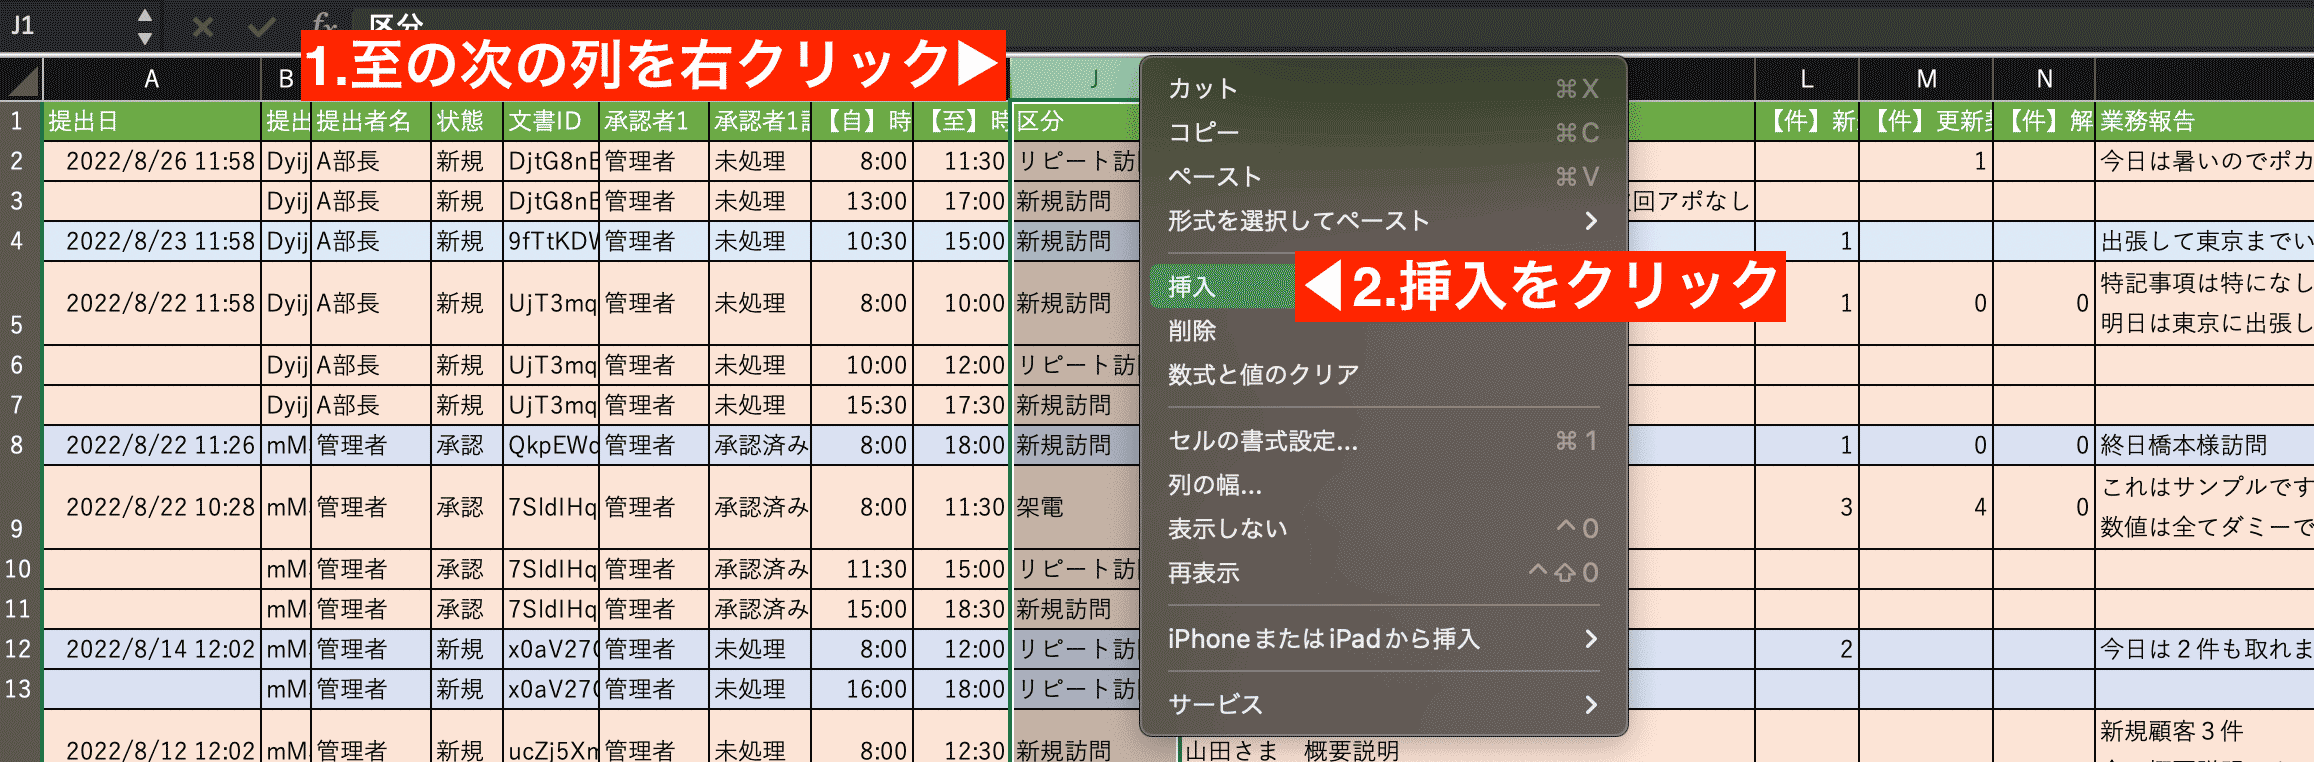 J1 区分
1.至の次の列を右クリック▶
A B J L M N
1 提出日 提出 提出者名 状態 文書ID 承認者1 承認者1 【自】時 【至】時 区分 【件】新 【件】更新 【件】解 業務報告
2 2022/8/26 11:58 Dyij A部長 新規 DjtG8nE 管理者 未処理 8:00 11:30 リピート訪 1 今日は暑いのでポカ
3 Dyij A部長 新規 DjtG8nE 管理者 未処理 13:00 17:00 新規訪問 回アポなし
4 2022/8/23 11:58 Dyij A部長 新規 9fTtKDW 管理者 未処理 10:30 15:00 新規訪問 1 出張して東京までい
5 2022/8/22 11:58 Dyij A部長 新規 UjT3mq 管理者 未処理 8:00 10:00 新規訪問 1 0 0 特記事項は特になし
明日は東京に出張し
6 Dyij A部長 新規 UjT3mq 管理者 未処理 10:00 12:00 リピート訪
7 Dyij A部長 新規 UjT3mq 管理者 未処理 15:30 17:30 新規訪問
8 2022/8/22 11:26 mM 管理者 承認 QkpEWd 管理者 承認済み 8:00 18:00 新規訪問 1 0 0 終日橋本様訪問
9 2022/8/22 10:28 mM 管理者 承認 7SldIHq 管理者 承認済み 8:00 11:30 架電 3 4 0 これはサンプルです
数値は全てダミーで
10 mM 管理者 承認 7SldIHq 管理者 承認済み 11:30 15:00 リピート訪
11 mM 管理者 承認 7SldIHq 管理者 承認済み 15:00 18:30 新規訪問
12 2022/8/14 12:02 mM 管理者 新規 x0aV27 管理者 未処理 8:00 12:00 リピート訪 2 今日は２件も取れま
13 mM 管理者 新規 x0aV27 管理者 未処理 16:00 18:00 リピート訪
2022/8/12 12:02 mM 管理者 新規 ucZj5Xm 管理者 未処理 8:00 12:30 新規訪問 山田さま 概要説明 新規顧客３件
カット ⌘X
コピー ⌘C
ペースト ⌘V
形式を選択してペースト >
挿入
◀2.挿入をクリック
削除
数式と値のクリア
セルの書式設定... ⌘1
列の幅...
表示しない ^0
再表示 ^⇧0
iPhoneまたはiPadから挿入 >
サービス >